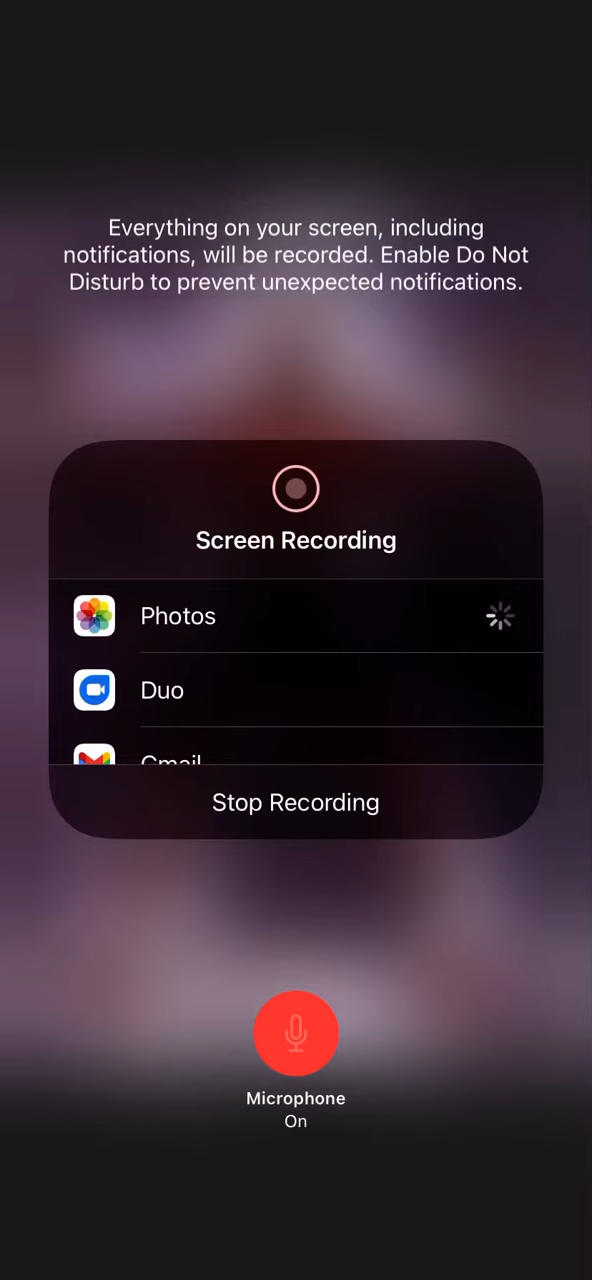 Everything on your screen, including
notifications, will be recorded. Enable Do Not
Disturb to prevent unexpected notifications.
Screen Recording
Photos
Duo
Gmail
Stop Recording
Microphone
On